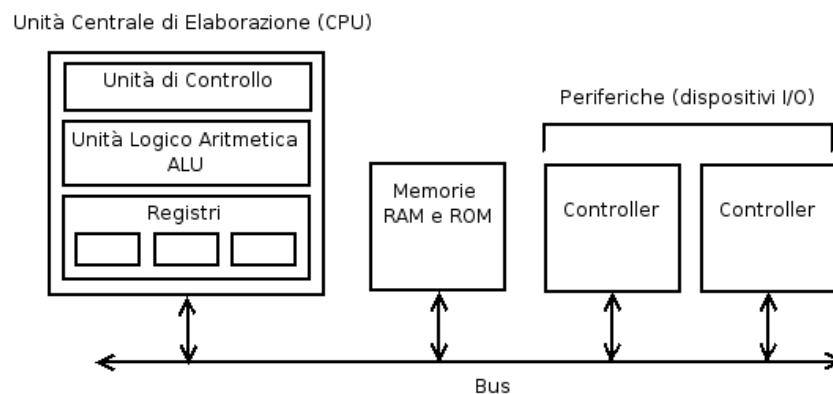 Unità Centrale di Elaborazione (CPU)
Unità di Controllo
Unità Logico Aritmetica
ALU
Registri
Memorie
RAM e ROM
Periferiche (dispositivi I/O)
Controller
Controller
Bus